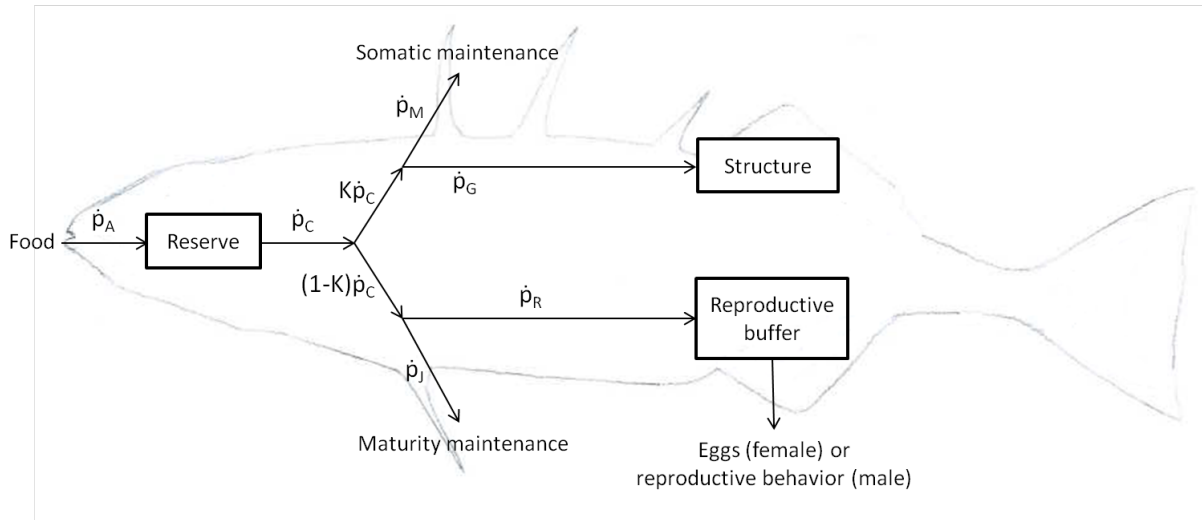 Somatic maintenance
ṗM
Structure
KṗC
ṗG
Food
ṗA
Reserve
ṗC
(1-K)ṗC
ṗR
Reproductive
buffer
ṗJ
Maturity maintenance
Eggs (female) or
reproductive behavior (male)